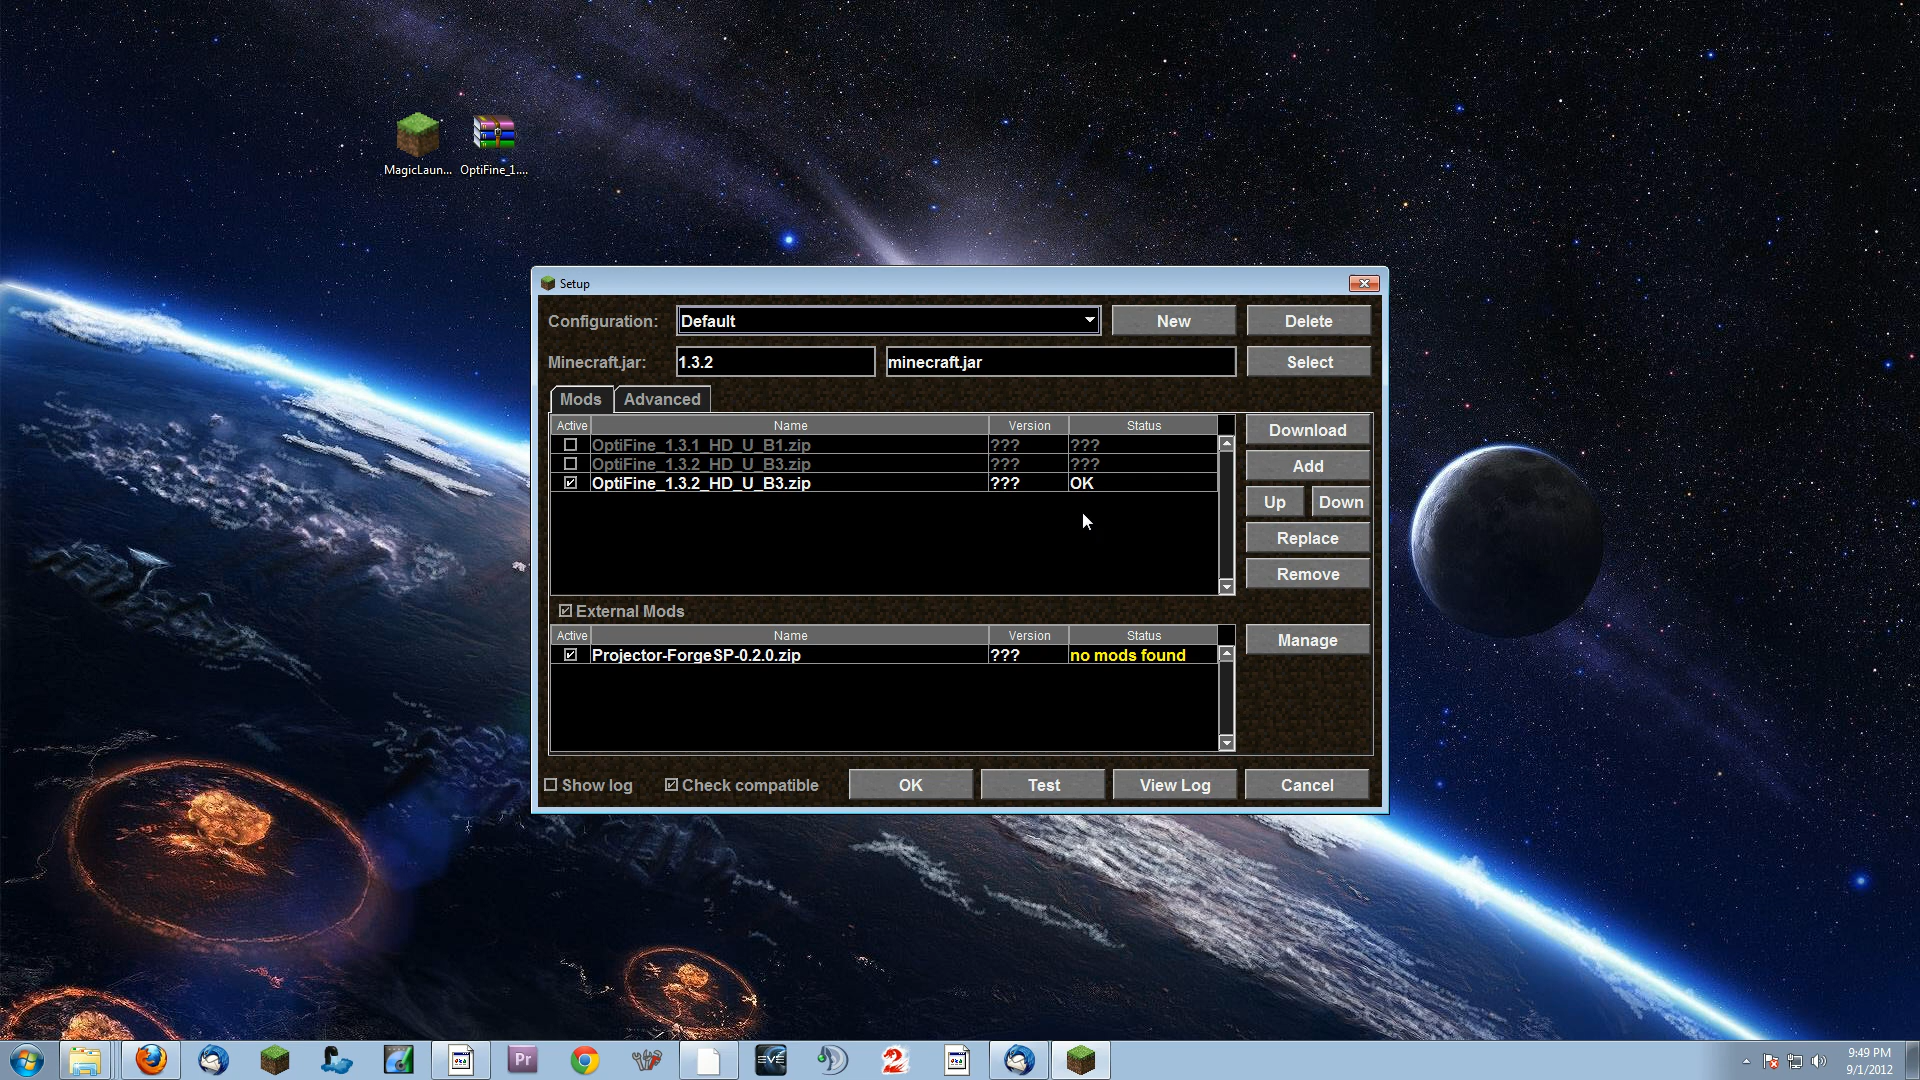 MagicLaun...
OptiFine_1....
Setup
Configuration:
Default
New
Delete
Minecraft.jar:
1.3.2
minecraft.jar
Select
Mods
Advanced
Active
Name
Version
Status
OptiFine_1.3.1_HD_U_B1.zip
???
???
OptiFine_1.3.2_HD_U_B3.zip
???
???
OptiFine_1.3.2_HD_U_B3.zip
???
OK
Download
Add
Up
Down
Replace
Remove
External Mods
Active
Name
Version
Status
Projector-ForgeSP-0.2.0.zip
???
no mods found
Manage
Show log
Check compatible
OK
Test
View Log
Cancel
Pr
EVE
2
9:49 PM
9/1/2012